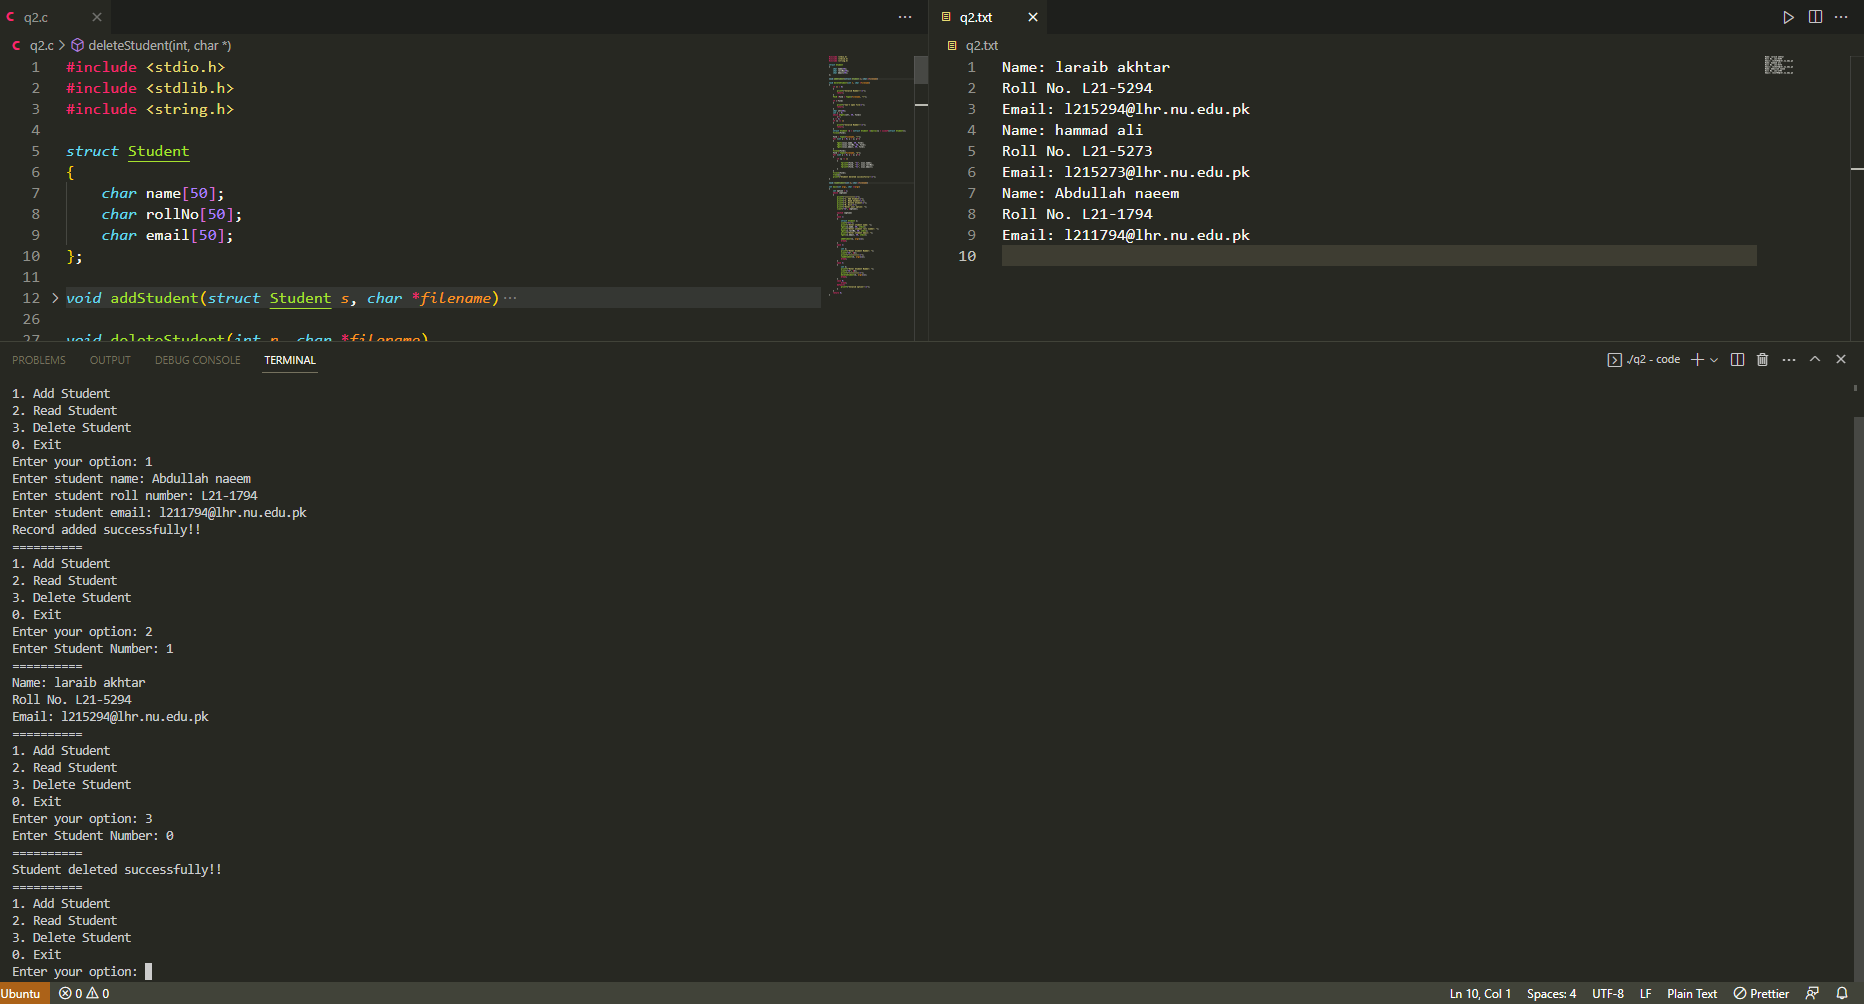 q2.c
q2.c > deleteStudent(int, char *)
1 #include <stdio.h>
2 #include <stdlib.h>
3 #include <string.h>
4
5 struct Student
6 {
7 char name[50];
8 char rollNo[50];
9 char email[50];
10 };
11
12 void addStudent(struct Student s, char *filename)···
26
27 void deleteStudent(int n, char *filename)
q2.txt
q2.txt
1 Name: laraib akhtar
2 Roll No. L21-5294
3 Email: l215294@lhr.nu.edu.pk
4 Name: hammad ali
5 Roll No. L21-5273
6 Email: l215273@lhr.nu.edu.pk
7 Name: Abdullah naeem
8 Roll No. L21-1794
9 Email: l211794@lhr.nu.edu.pk
10
PROBLEMS OUTPUT DEBUG CONSOLE TERMINAL
./q2 - code
1. Add Student
2. Read Student
3. Delete Student
0. Exit
Enter your option: 1
Enter student name: Abdullah naeem
Enter student roll number: L21-1794
Enter student email: l211794@lhr.nu.edu.pk
Record added successfully!!
==========
1. Add Student
2. Read Student
3. Delete Student
0. Exit
Enter your option: 2
Enter Student Number: 1
==========
Name: laraib akhtar
Roll No. L21-5294
Email: l215294@lhr.nu.edu.pk
==========
1. Add Student
2. Read Student
3. Delete Student
0. Exit
Enter your option: 3
Enter Student Number: 0
==========
Student deleted successfully!!
==========
1. Add Student
2. Read Student
3. Delete Student
0. Exit
Enter your option:
Ubuntu 0 0 Ln 10, Col 1 Spaces: 4 UTF-8 LF Plain Text Prettier